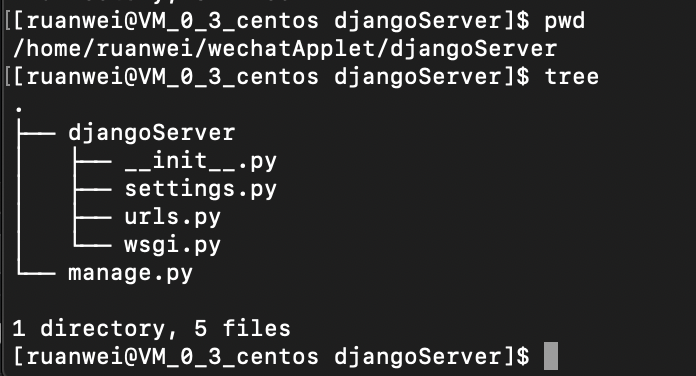 [[ruanwei@VM_0_3_centos djangoServer]$ pwd
/home/ruanwei/wechatApplet/djangoServer
[[ruanwei@VM_0_3_centos djangoServer]$ tree
.
├── djangoServer
│   ├── __init__.py
│   ├── settings.py
│   ├── urls.py
│   └── wsgi.py
└── manage.py
1 directory, 5 files
[ruanwei@VM_0_3_centos djangoServer]$